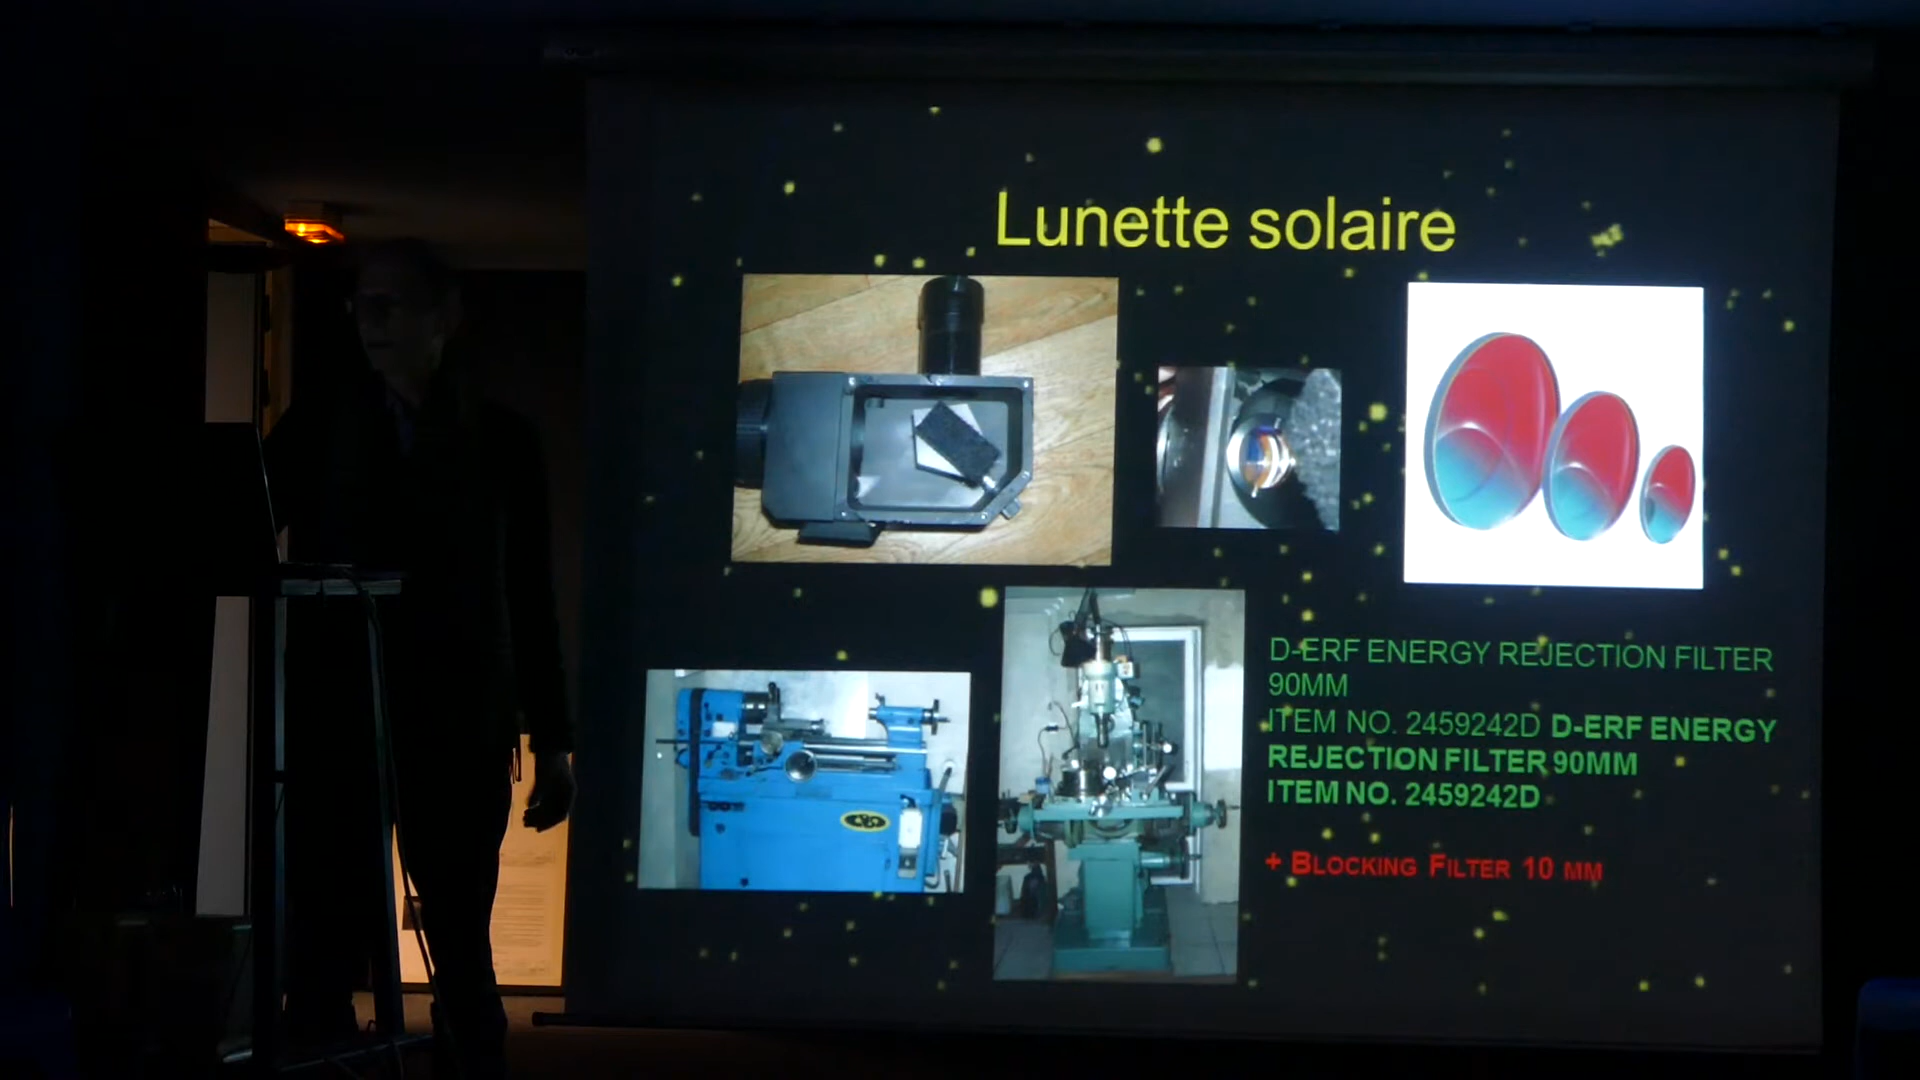 Lunette solaire
D-ERF ENERGY REJECTION FILTER
90MM
ITEM NO. 2459242D D-ERF ENERGY
REJECTION FILTER 90MM
ITEM NO. 2459242D
+ BLOCKING FILTER 10 MM